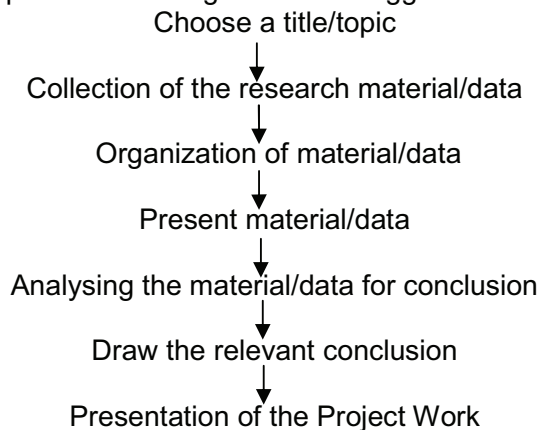 Choose a title/topic
Collection of the research material/data
Organization of material/data
Present material/data
Analysing the material/data for conclusion
Draw the relevant conclusion
Presentation of the Project Work